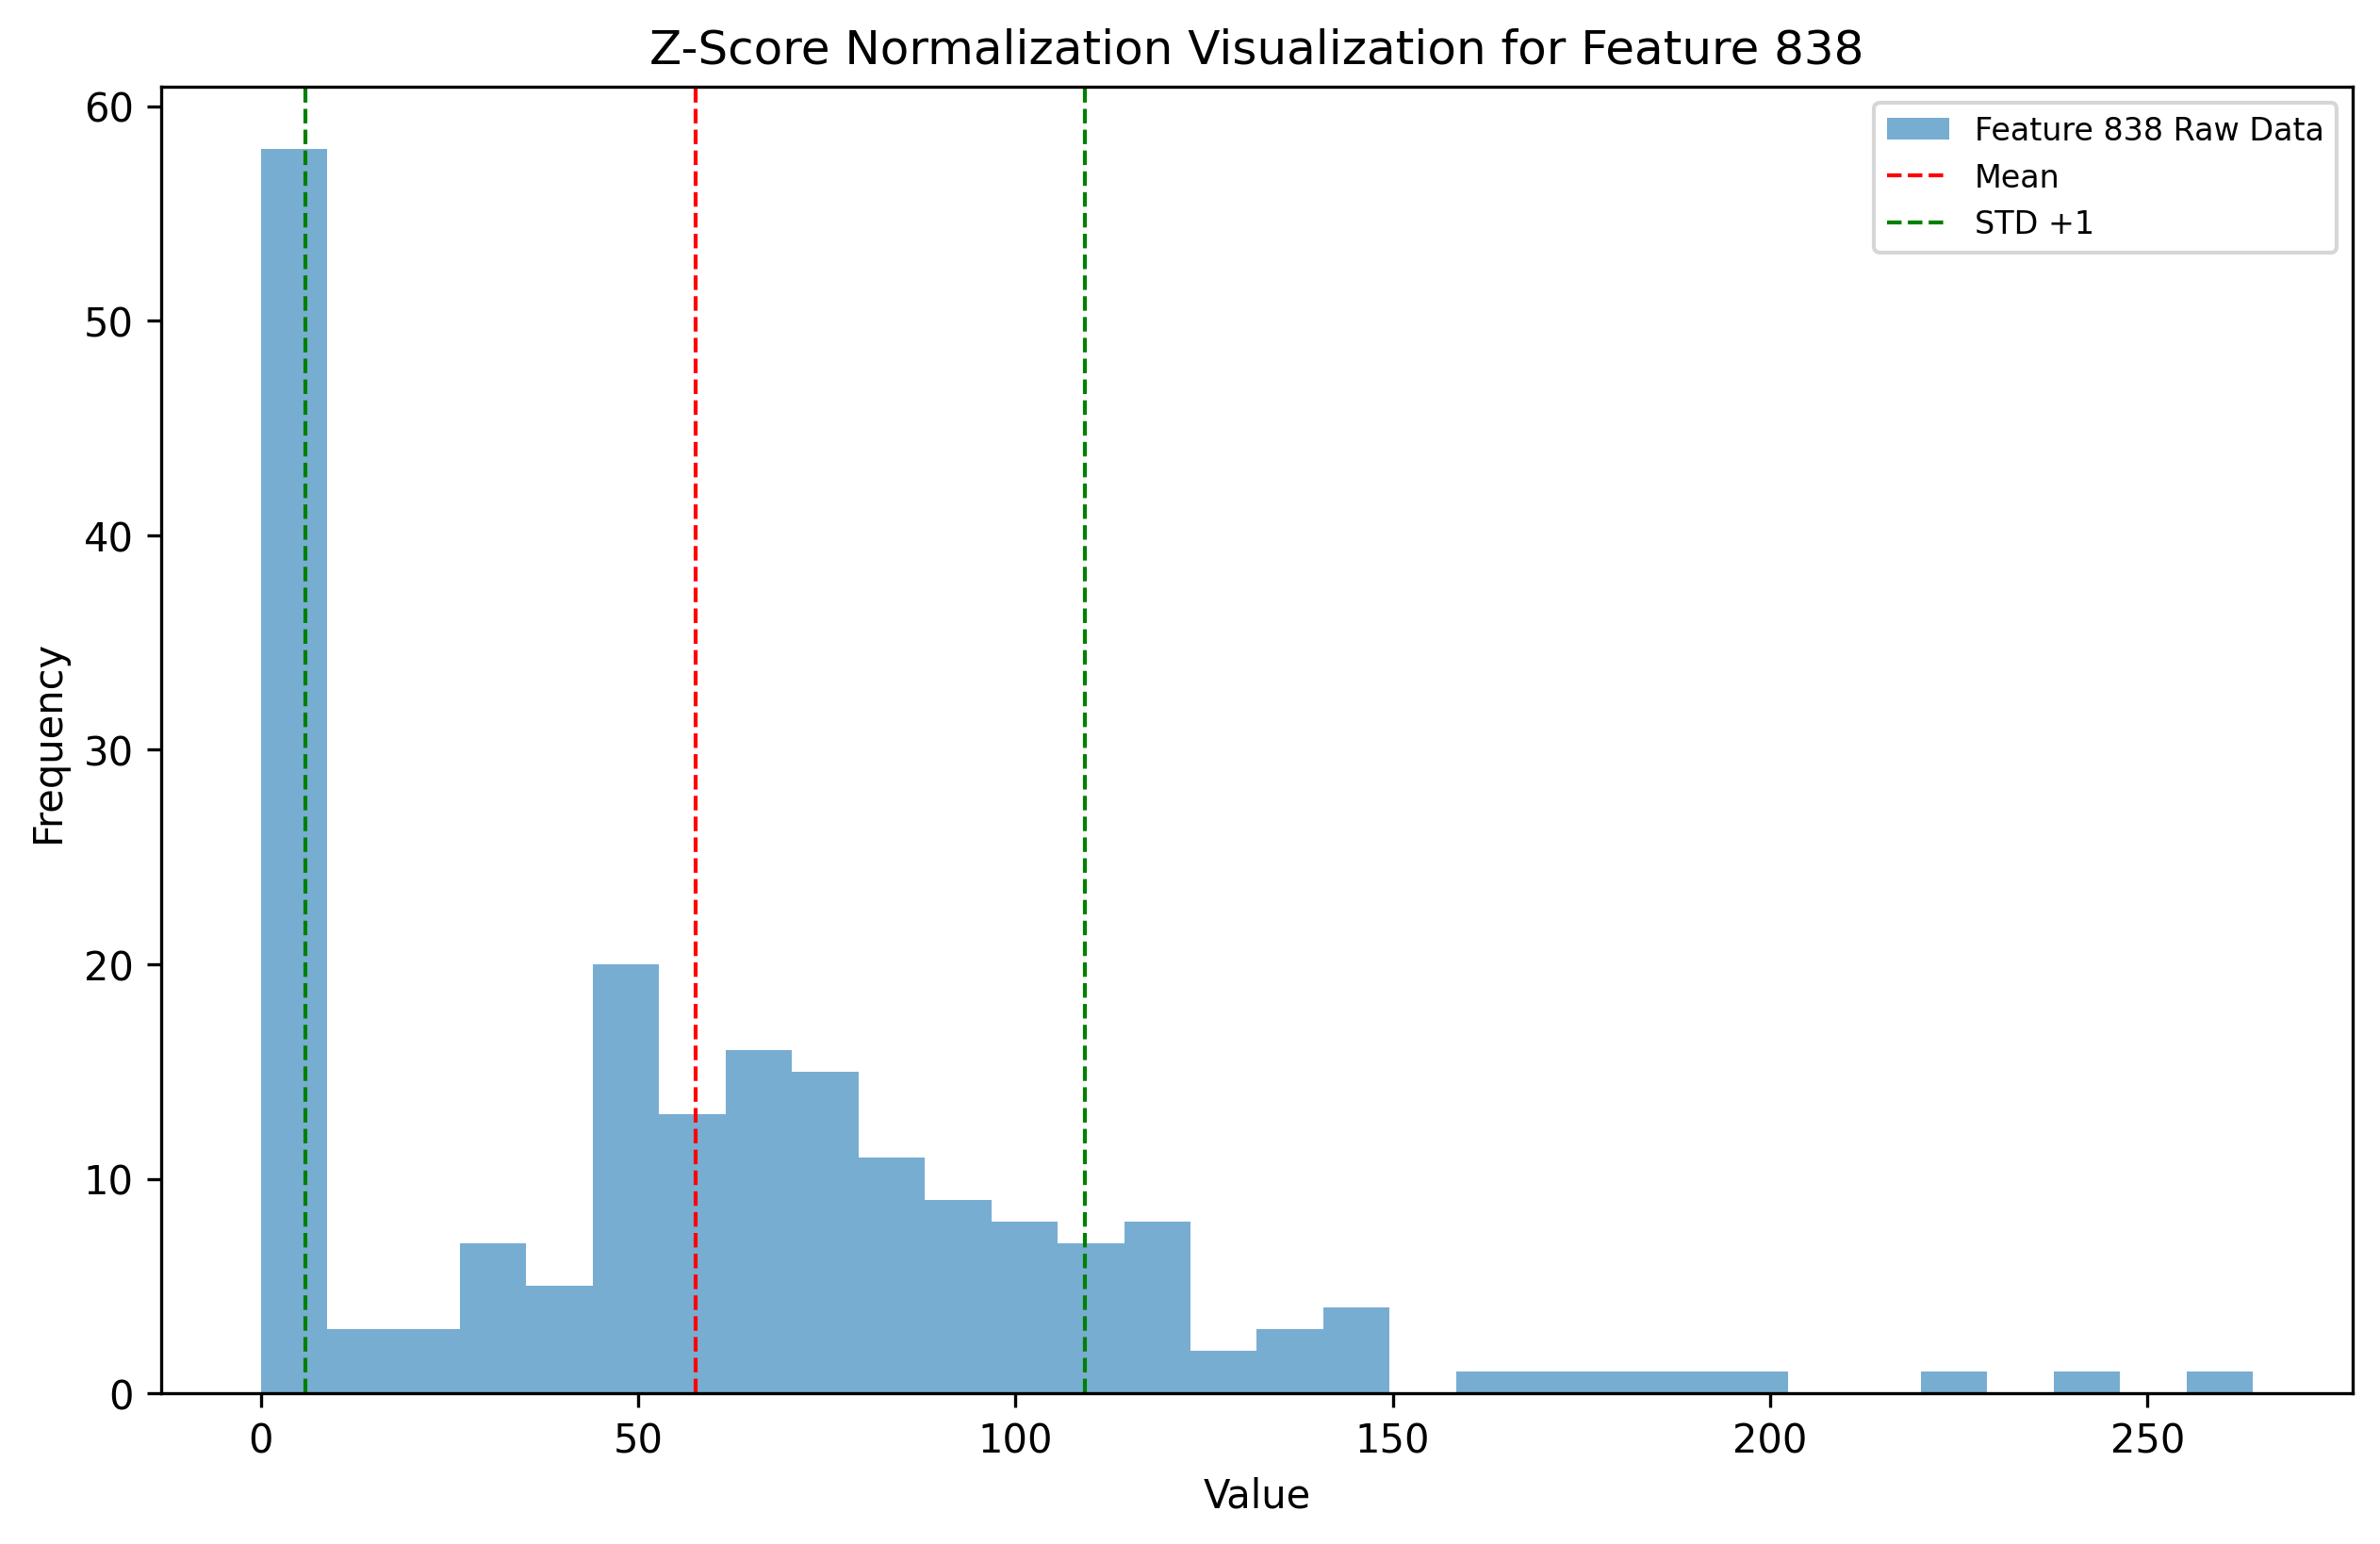 Z-Score Normalization Visualization for Feature 838
Feature 838 Raw Data
Mean
STD +1
60
50
40
30
20
10
0
Frequency
0 50 100 150 200 250
Value